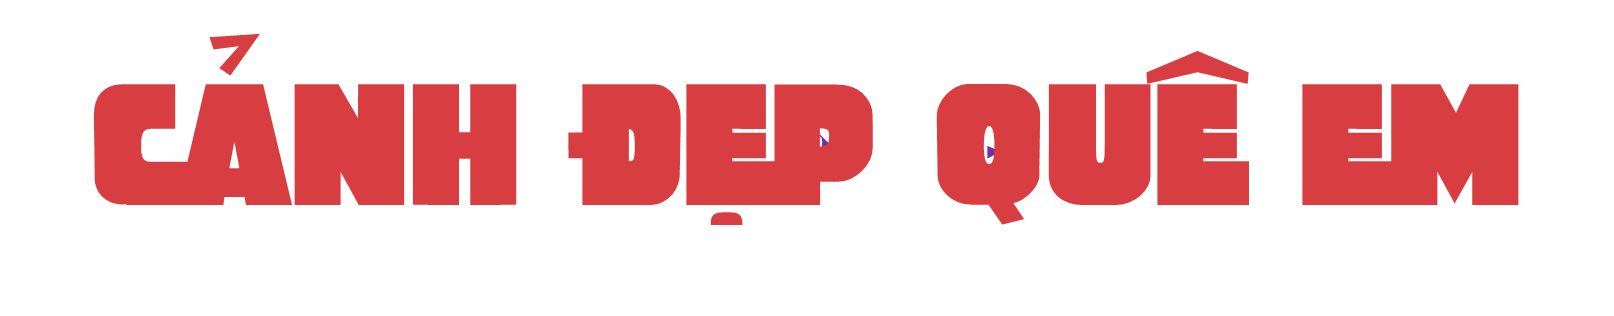 CẢNH ĐẸP QUÊ EM